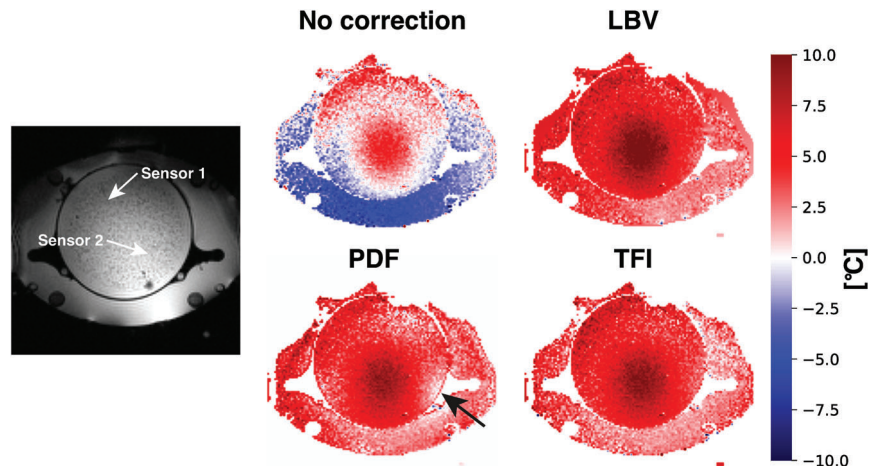 No correction
LBV
Sensor 1
Sensor 2
PDF
TFI
10.0
7.5
5.0
2.5
0.0
−2.5
−5.0
−7.5
−10.0
[℃]